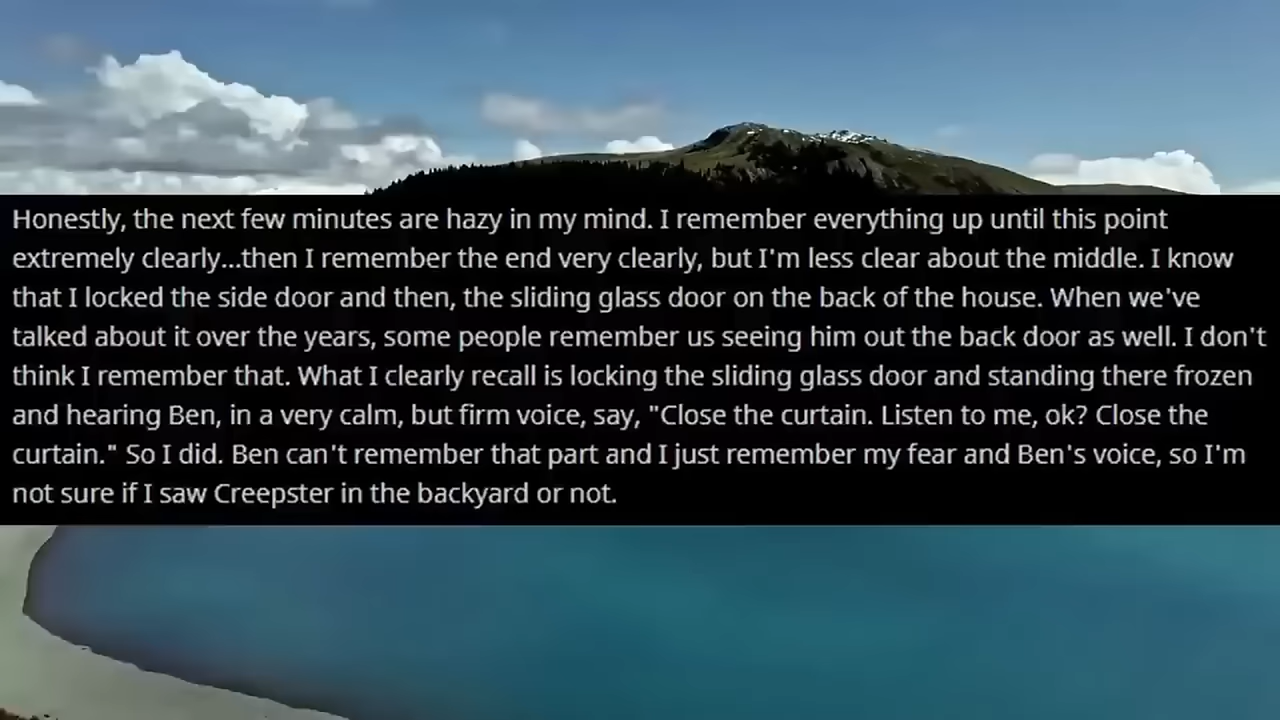 Honestly, the next few minutes are hazy in my mind. I remember everything up until this point
extremely clearly...then I remember the end very clearly, but I'm less clear about the middle. I know
that I locked the side door and then, the sliding glass door on the back of the house. When we've
talked about it over the years, some people remember us seeing him out the back door as well. I don't
think I remember that. What I clearly recall is locking the sliding glass door and standing there frozen
and hearing Ben, in a very calm, but firm voice, say, "Close the curtain. Listen to me, ok? Close the
curtain." So I did. Ben can't remember that part and I just remember my fear and Ben's voice, so I'm
not sure if I saw Creepster in the backyard or not.